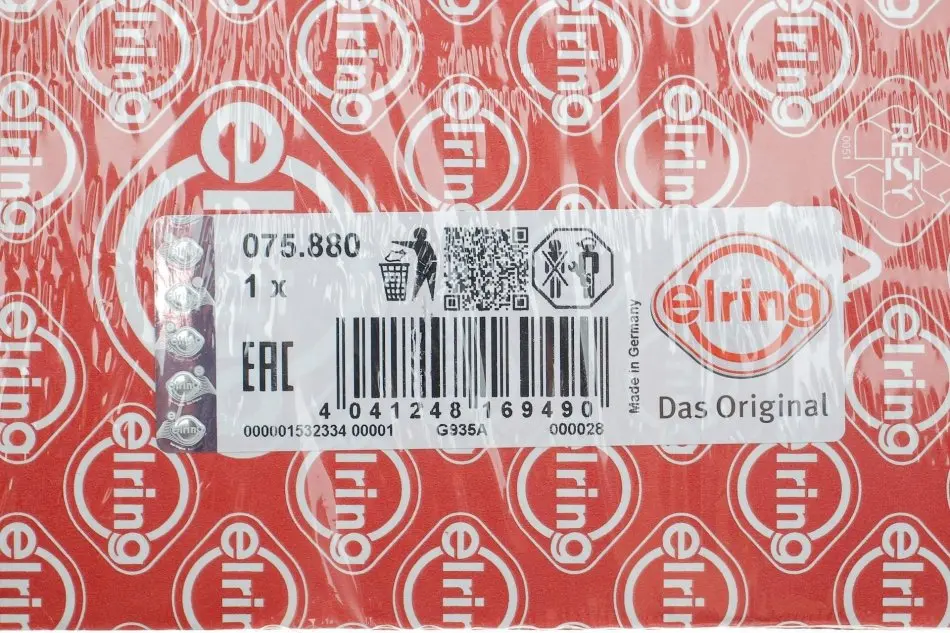 075.880
1 x
EAC
4 041248 169490
000001532334 00001 G935A 000028
Made in Germany
elring
Das Original
RESY
0051
elring